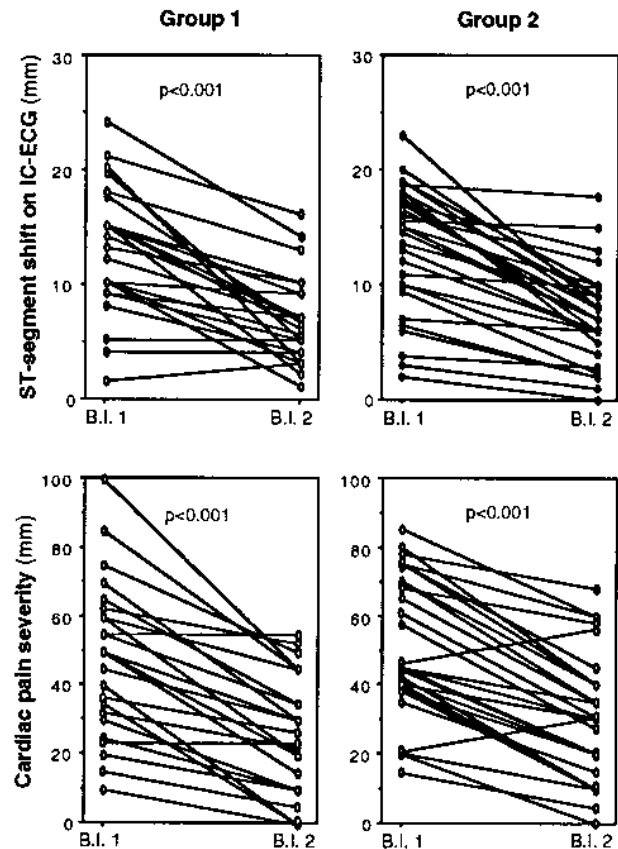 Group 1
Group 2
ST-segment shift on IC-ECG (mm)
30
20
10
0
p<0.001
B.I. 1
B.I. 2
30
20
10
0
p<0.001
B.I. 1
B.I. 2
Cardiac pain severity (mm)
100
80
60
40
20
0
p<0.001
B.I. 1
B.I. 2
100
80
60
40
20
0
p<0.001
B.I. 1
B.I. 2